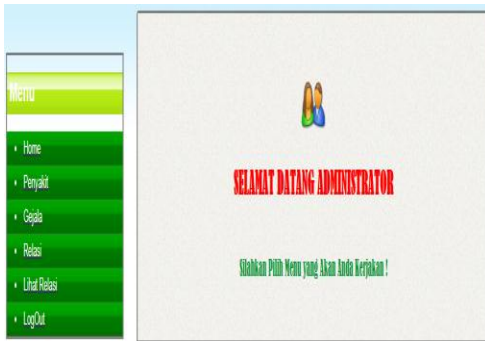 Menu
Home
Penyakit
Gejala
Relasi
Lihat Relasi
LogOut
SELAMAT DATANG ADMINISTRATOR
Silahkan Pilih Menu yang Akan Anda Kerjakan !